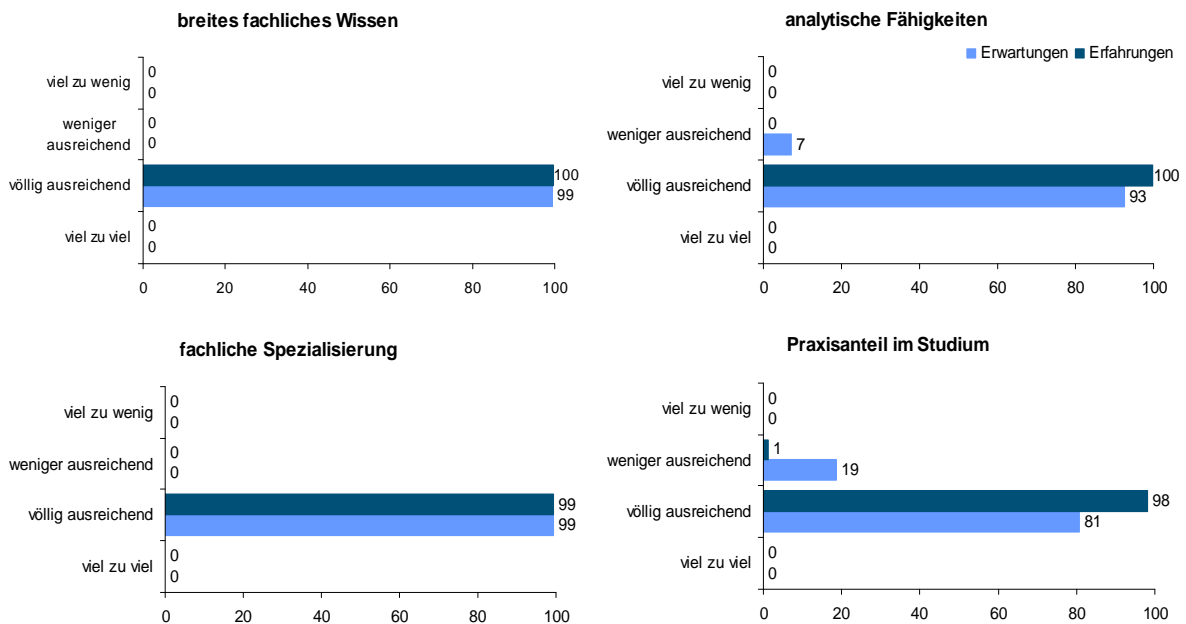 breites fachliches Wissen
viel zu wenig
0
0
weniger
ausreichend
0
0
völlig ausreichend
100
99
viel zu viel
0
0
0 20 40 60 80 100
analytische Fähigkeiten
Erwartungen Erfahrungen
viel zu wenig
0
0
weniger ausreichend
0
7
völlig ausreichend
100
93
viel zu viel
0
0
0 20 40 60 80 100
fachliche Spezialisierung
viel zu wenig
0
0
weniger ausreichend
0
0
völlig ausreichend
99
99
viel zu viel
0
0
0 20 40 60 80 100
Praxisanteil im Studium
viel zu wenig
0
0
weniger ausreichend
1
19
völlig ausreichend
98
81
viel zu viel
0
0
0 20 40 60 80 100